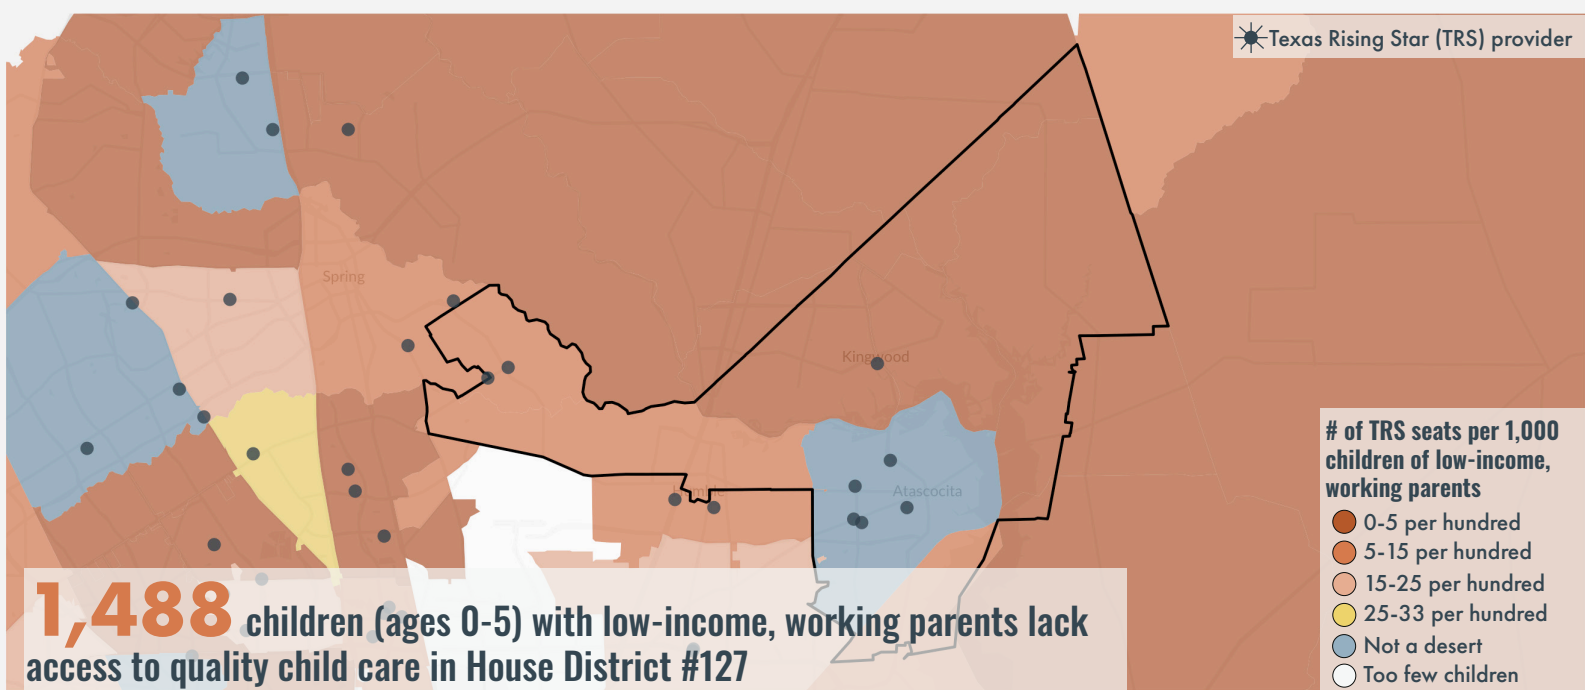 Texas Rising Star (TRS) provider
Spring
Kingwood
Humble
Atascocita
# of TRS seats per 1,000
children of low-income,
working parents
0-5 per hundred
5-15 per hundred
15-25 per hundred
25-33 per hundred
Not a desert
Too few children
1,488 children (ages 0-5) with low-income, working parents lack
access to quality child care in House District #127